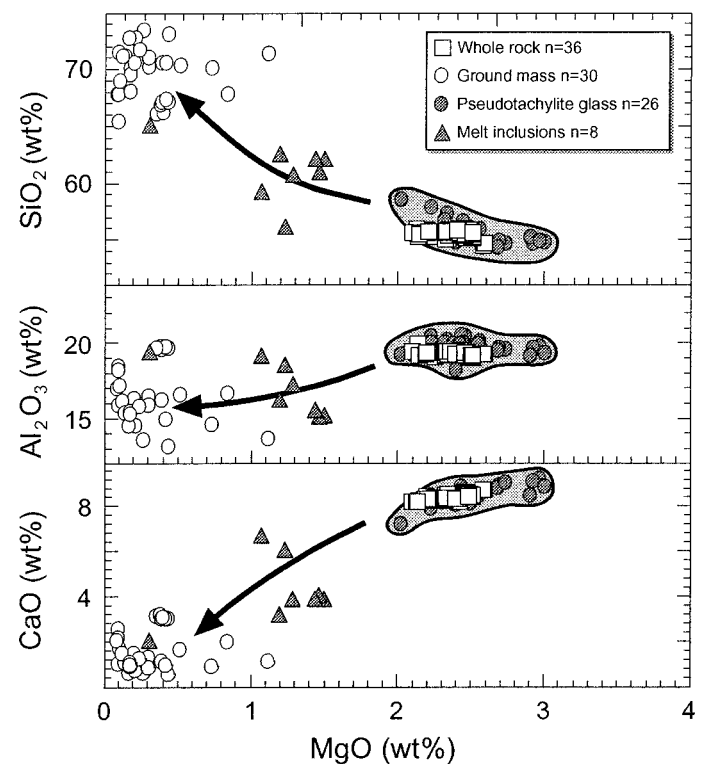 Whole rock n=36
Ground mass n=30
Pseudotachylite glass n=26
Melt inclusions n=8
SiO₂ (wt%)
70
60
Al₂O₃ (wt%)
20
15
CaO (wt%)
8
4
0 1 2 3 4
MgO (wt%)